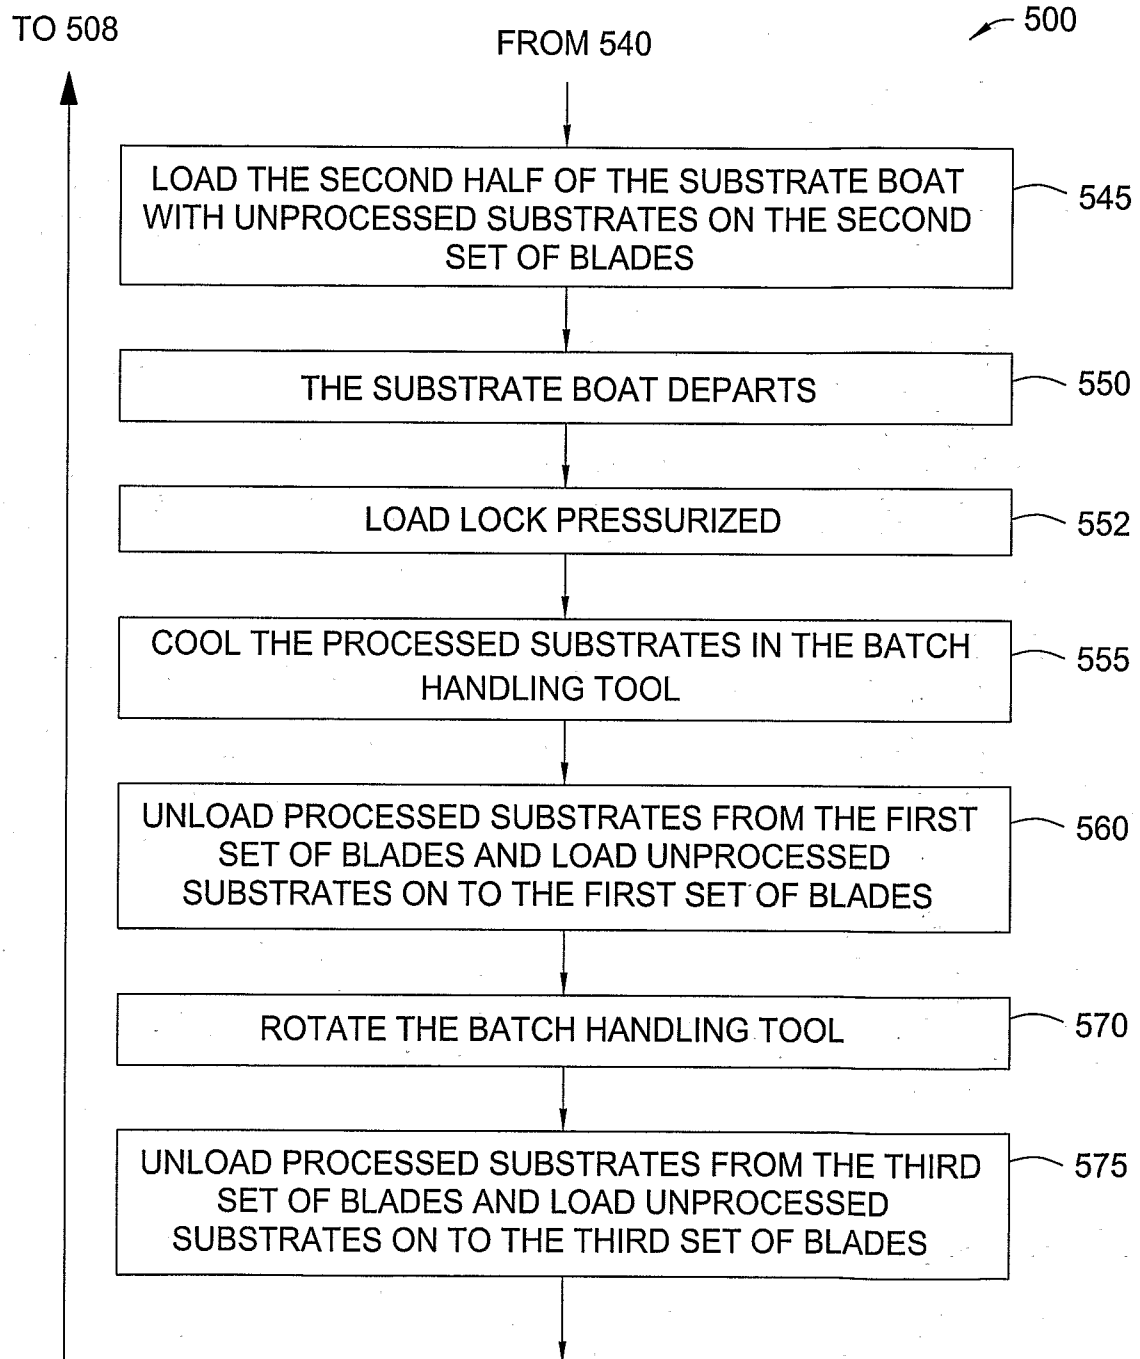 TO 508
FROM 540
500
LOAD THE SECOND HALF OF THE SUBSTRATE BOAT
WITH UNPROCESSED SUBSTRATES ON THE SECOND
SET OF BLADES
545
THE SUBSTRATE BOAT DEPARTS
550
LOAD LOCK PRESSURIZED
552
COOL THE PROCESSED SUBSTRATES IN THE BATCH
HANDLING TOOL
555
UNLOAD PROCESSED SUBSTRATES FROM THE FIRST
SET OF BLADES AND LOAD UNPROCESSED
SUBSTRATES ON TO THE FIRST SET OF BLADES
560
ROTATE THE BATCH HANDLING TOOL
570
UNLOAD PROCESSED SUBSTRATES FROM THE THIRD
SET OF BLADES AND LOAD UNPROCESSED
SUBSTRATES ON TO THE THIRD SET OF BLADES
575